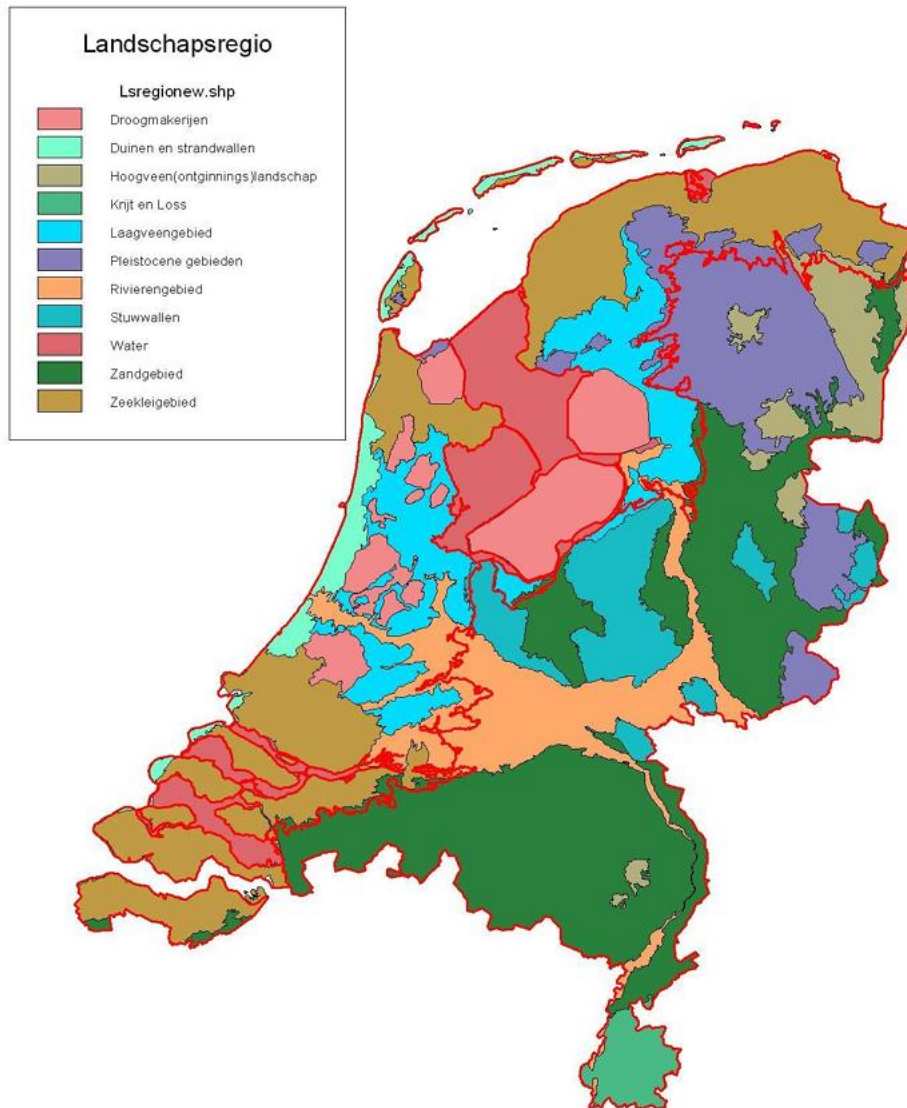 Landschapsregio
Lsregionew.shp
Droogmakerijen
Duinen en strandwallen
Hoogveen(ontginnings)landschap
Krijt en Loss
Laagveengebied
Pleistocene gebieden
Rivierengebied
Stuwwallen
Water
Zandgebied
Zeekleigebied